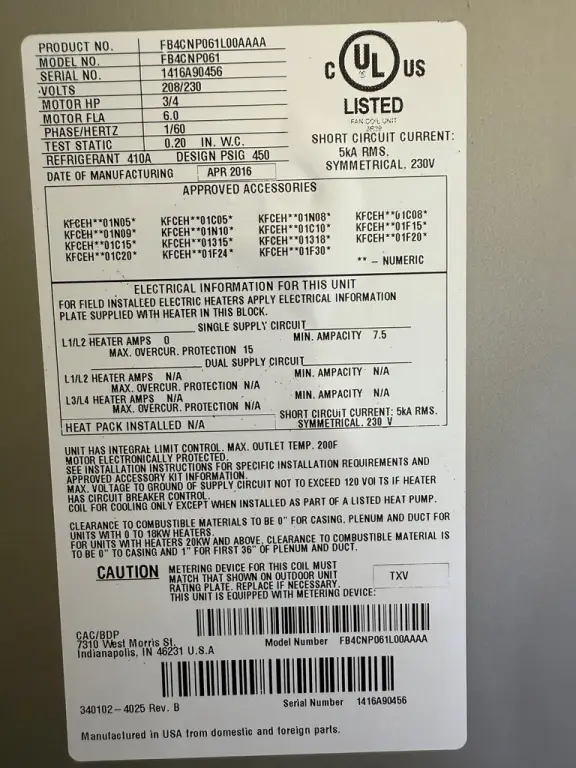 PRODUCT NO. FB4CNP061L00AAAA
MODEL NO. FB4CNP061
SERIAL NO. 1416A90456
VOLTS 208/230
MOTOR HP 3/4
MOTOR FLA 6.0
PHASE/HERTZ 1/60
TEST STATIC 0.20 IN. W.C.
REFRIGERANT 410A DESIGN PSIG 450
DATE OF MANUFACTURING APR 2016
C UL US
LISTED
FAN COIL UNIT
SHORT CIRCUIT CURRENT:
5kA RMS,
SYMMETRICAL, 230V
APPROVED ACCESSORIES
KFCEH**01N05* KFCEH**01C05* KFCEH**01N08* KFCEH**01C08*
KFCEH**01N09* KFCEH**01N10* KFCEH**01C10* KFCEH**01F15*
KFCEH**01C15* KFCEH**01315* KFCEH**01318* KFCEH**01F20*
KFCEH**01C20* KFCEH**01F24* KFCEH**01F30*
** - NUMERIC
ELECTRICAL INFORMATION FOR THIS UNIT
FOR FIELD INSTALLED ELECTRIC HEATERS APPLY ELECTRICAL INFORMATION
PLATE SUPPLIED WITH HEATER IN THIS BLOCK.
SINGLE SUPPLY CIRCUIT
L1/L2 HEATER AMPS 0 MIN. AMPACITY 7.5
MAX. OVERCUR. PROTECTION 15
DUAL SUPPLY CIRCUIT
L1/L2 HEATER AMPS N/A MIN. AMPACITY N/A
MAX. OVERCUR. PROTECTION N/A
L3/L4 HEATER AMPS N/A MIN. AMPACITY N/A
MAX. OVERCUR. PROTECTION N/A
HEAT PACK INSTALLED N/A SHORT CIRCUIT CURRENT: 5kA RMS.
SYMMETRICAL, 230 V
UNIT HAS INTEGRAL LIMIT CONTROL. MAX. OUTLET TEMP. 200F
MOTOR ELECTRONICALLY PROTECTED.
SEE INSTALLATION INSTRUCTIONS FOR SPECIFIC INSTALLATION REQUIREMENTS AND
APPROVED ACCESSORY KIT INFORMATION.
MAX. VOLTAGE TO GROUND OF SUPPLY CIRCUIT NOT TO EXCEED 120 VOLTS IF HEATER
HAS CIRCUIT BREAKER CONTROL.
COIL FOR COOLING ONLY EXCEPT WHEN INSTALLED AS PART OF A LISTED HEAT PUMP.
CLEARANCE TO COMBUSTIBLE MATERIALS TO BE 0" FOR CASING, PLENUM AND DUCT FOR
UNITS WITH 0 TO 18KW HEATERS.
FOR UNITS WITH HEATERS 20KW AND ABOVE, CLEARANCE TO COMBUSTIBLE MATERIAL IS
TO BE 0" TO CASING AND 1" FOR FIRST 36" OF PLENUM AND DUCT.
CAUTION METERING DEVICE FOR THIS COIL MUST
MATCH THAT SHOWN ON OUTDOOR UNIT
RATING PLATE. REPLACE IF NECESSARY.
THIS UNIT IS EQUIPPED WITH METERING DEVICE: TXV
CAC/BDP
7310 West Morris St.
Indianapolis, IN 46231 U.S.A
Model Number FB4CNP061L00AAAA
340102-4025 Rev. B Serial Number 1416A90456
Manufactured in USA from domestic and foreign parts.